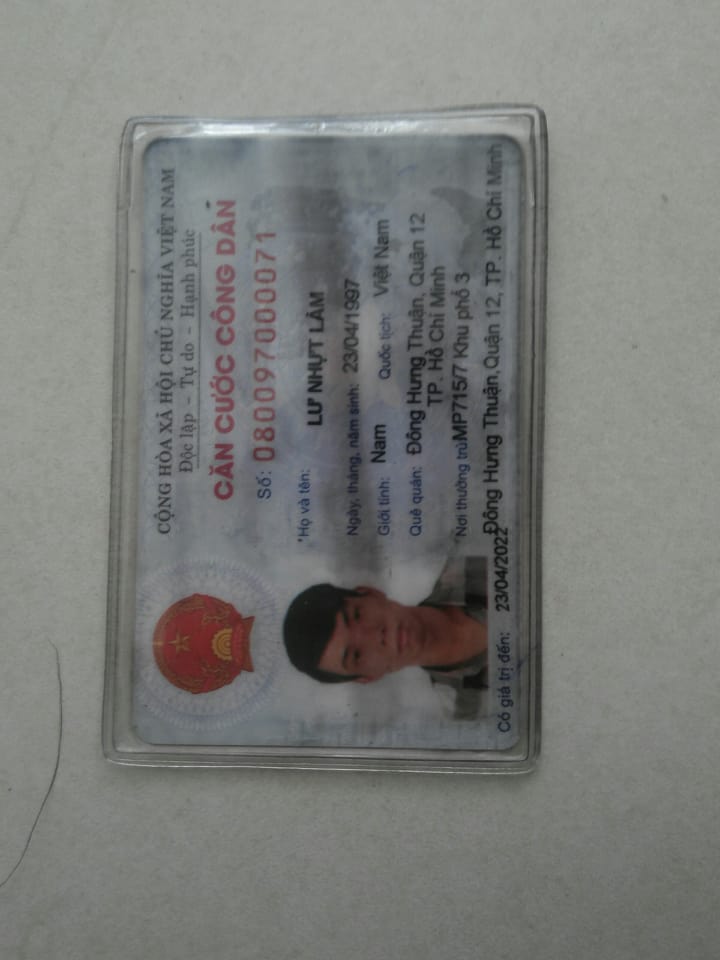 CỘNG HÒA XÃ HỘI CHỦ NGHĨA VIỆT NAM
Độc lập - Tự do - Hạnh phúc
CĂN CƯỚC CÔNG DÂN
Số: 080097000071
Họ và tên:
LƯ NHỰT LÂM
Ngày, tháng, năm sinh: 23/04/1997
Giới tính: Nam Quốc tịch: Việt Nam
Quê quán: Đông Hưng Thuận, Quận 12
TP. Hồ Chí Minh
Nơi thường trú: MP715/7 Khu phố 3
Đông Hưng Thuận, Quận 12, TP. Hồ Chí Minh
Có giá trị đến: 23/04/2022